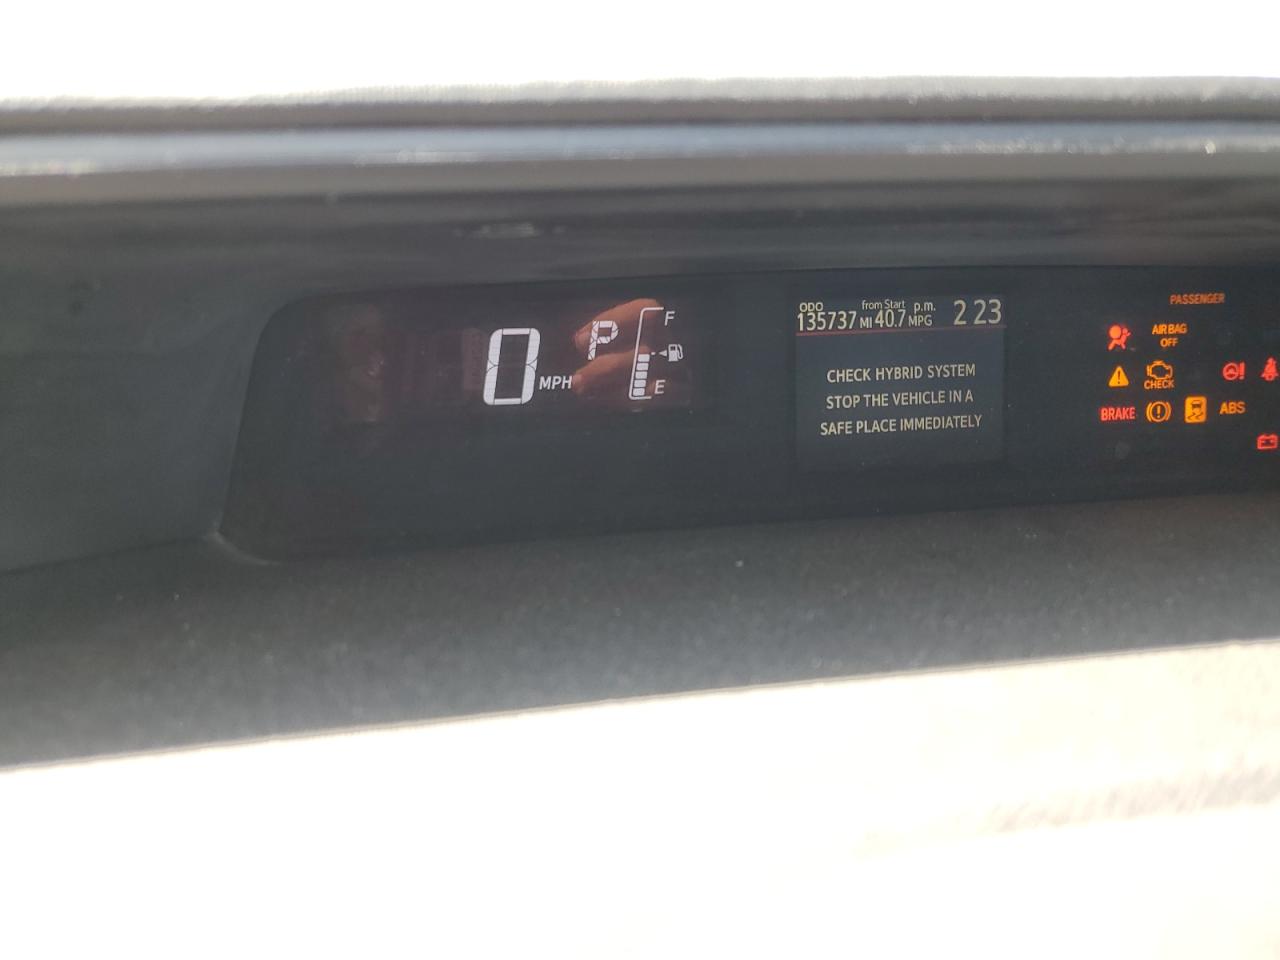 0 MPH
P
F
E
ODO from Start p.m.
135737 MI 40.7 MPG 2 23
CHECK HYBRID SYSTEM
STOP THE VEHICLE IN A
SAFE PLACE IMMEDIATELY
PASSENGER
AIR BAG
OFF
CHECK
BRAKE
ABS